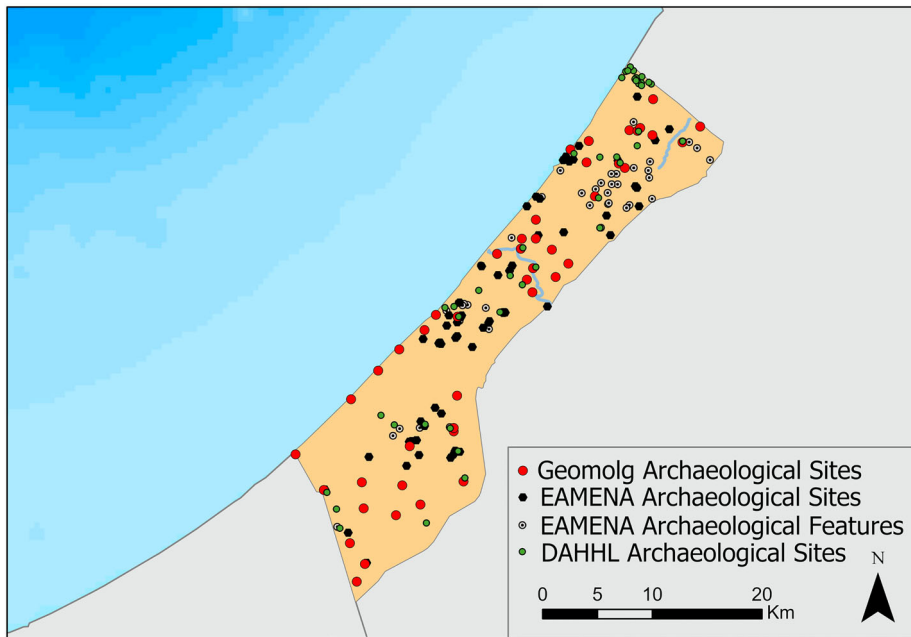 Geomolg Archaeological Sites
EAMENA Archaeological Sites
EAMENA Archaeological Features
DAHHL Archaeological Sites
N
0 5 10 20
Km